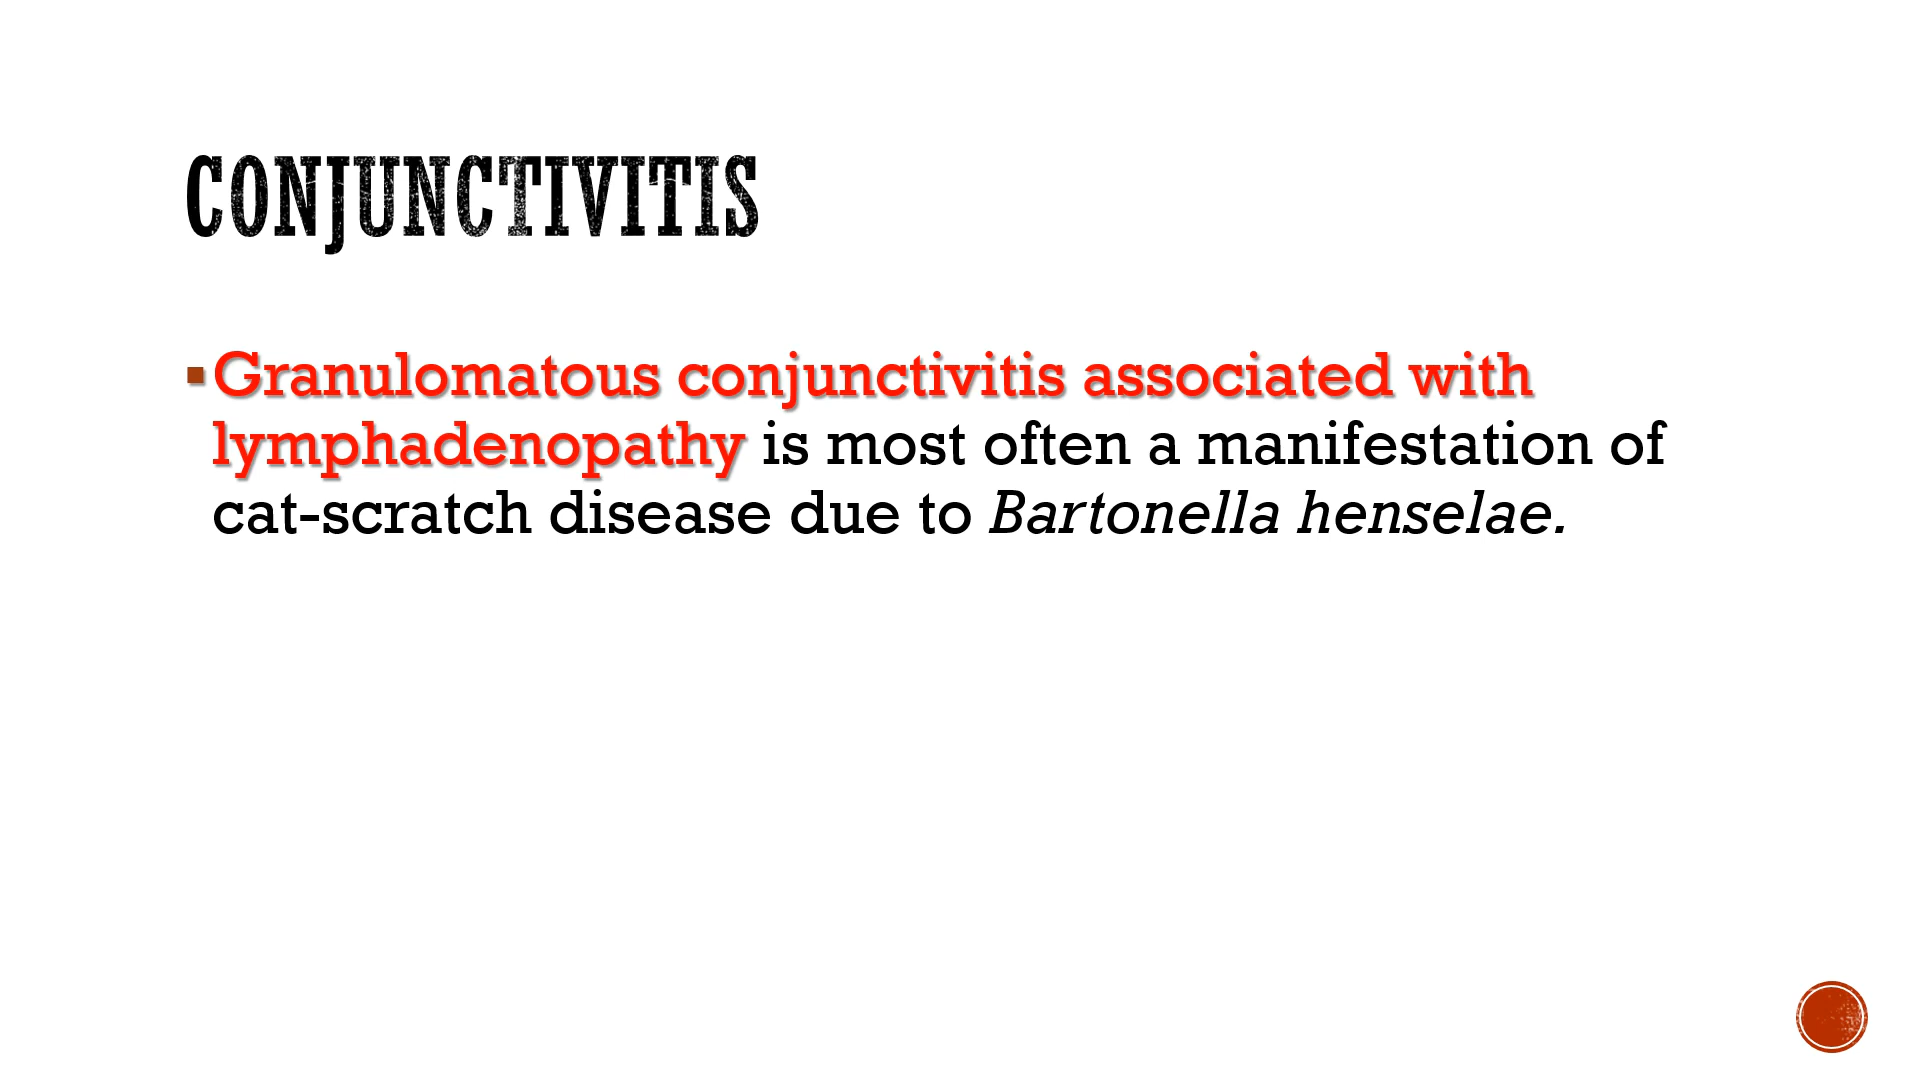 CONJUNCTIVITIS
▪Granulomatous conjunctivitis associated with
lymphadenopathy is most often a manifestation of
cat-scratch disease due to Bartonella henselae.